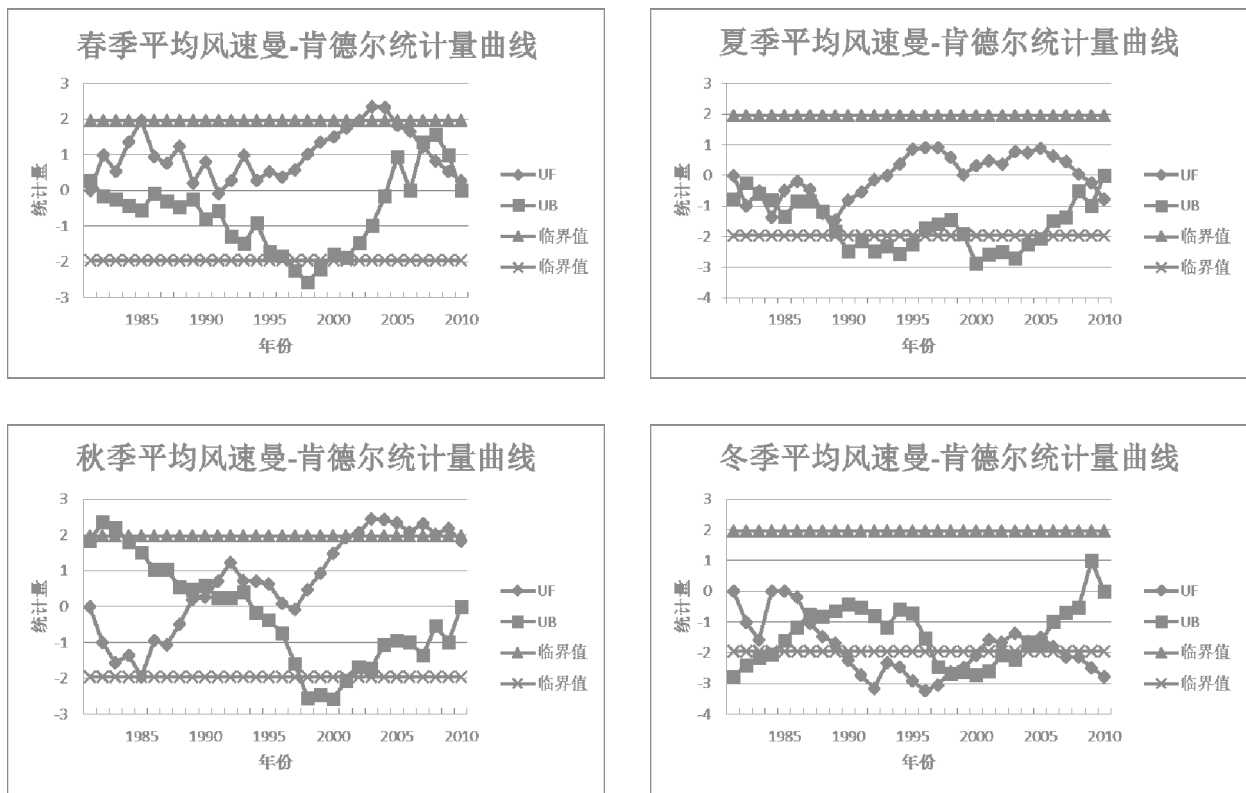 春季平均风速曼-肯德尔统计量曲线
3
2
1
0
-1
-2
-3
统计量
1985 1990 1995 2000 2005 2010
年份
UF
UB
临界值
临界值
夏季平均风速曼-肯德尔统计量曲线
3
2
1
0
-1
-2
-3
-4
统计量
1985 1990 1995 2000 2005 2010
年份
UF
UB
临界值
临界值
秋季平均风速曼-肯德尔统计量曲线
3
2
1
0
-1
-2
-3
统计量
1985 1990 1995 2000 2005 2010
年份
UF
UB
临界值
临界值
冬季平均风速曼-肯德尔统计量曲线
3
2
1
0
-1
-2
-3
-4
统计量
1985 1990 1995 2000 2005 2010
年份
UF
UB
临界值
临界值